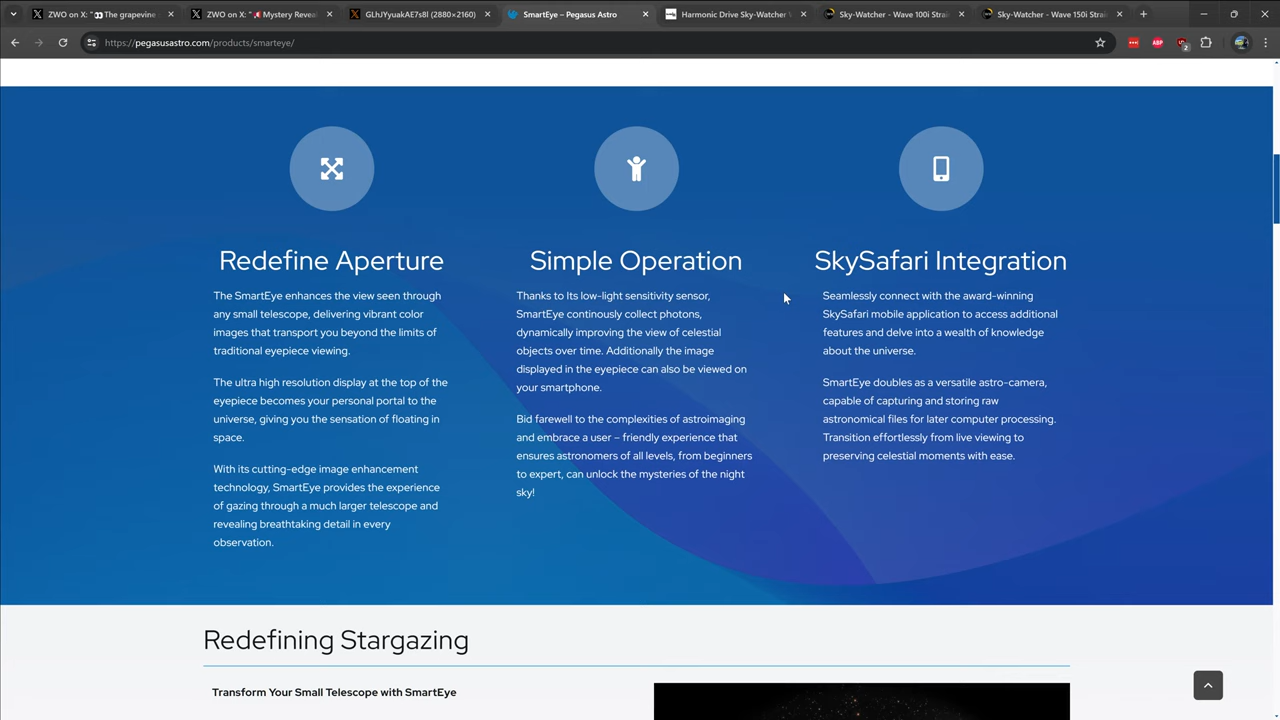 ZWO on X: "👀The grapevine
ZWO on X: "📢Mystery Revea
GLhJYyuakAE7s8I (2880×2160)
SmartEye – Pegasus Astro
Harmonic Drive Sky-Watcher
Sky-Watcher - Wave 100i Strai
Sky-Watcher - Wave 150i Strai
https://pegasusastro.com/products/smarteye/
ABP
2
Redefine Aperture
The SmartEye enhances the view seen through
any small telescope, delivering vibrant color
images that transport you beyond the limits of
traditional eyepiece viewing.
The ultra high resolution display at the top of the
eyepiece becomes your personal portal to the
universe, giving you the sensation of floating in
space.
With its cutting-edge image enhancement
technology, SmartEye provides the experience
of gazing through a much larger telescope and
revealing breathtaking detail in every
observation.
Simple Operation
Thanks to Its low-light sensitivity sensor,
SmartEye continously collect photons,
dynamically improving the view of celestial
objects over time. Additionally the image
displayed in the eyepiece can also be viewed on
your smartphone.
Bid farewell to the complexities of astroimaging
and embrace a user – friendly experience that
ensures astronomers of all levels, from beginners
to expert, can unlock the mysteries of the night
sky!
SkySafari Integration
Seamlessly connect with the award-winning
SkySafari mobile application to access additional
features and delve into a wealth of knowledge
about the universe.
SmartEye doubles as a versatile astro-camera,
capable of capturing and storing raw
astronomical files for later computer processing.
Transition effortlessly from live viewing to
preserving celestial moments with ease.
Redefining Stargazing
Transform Your Small Telescope with SmartEye